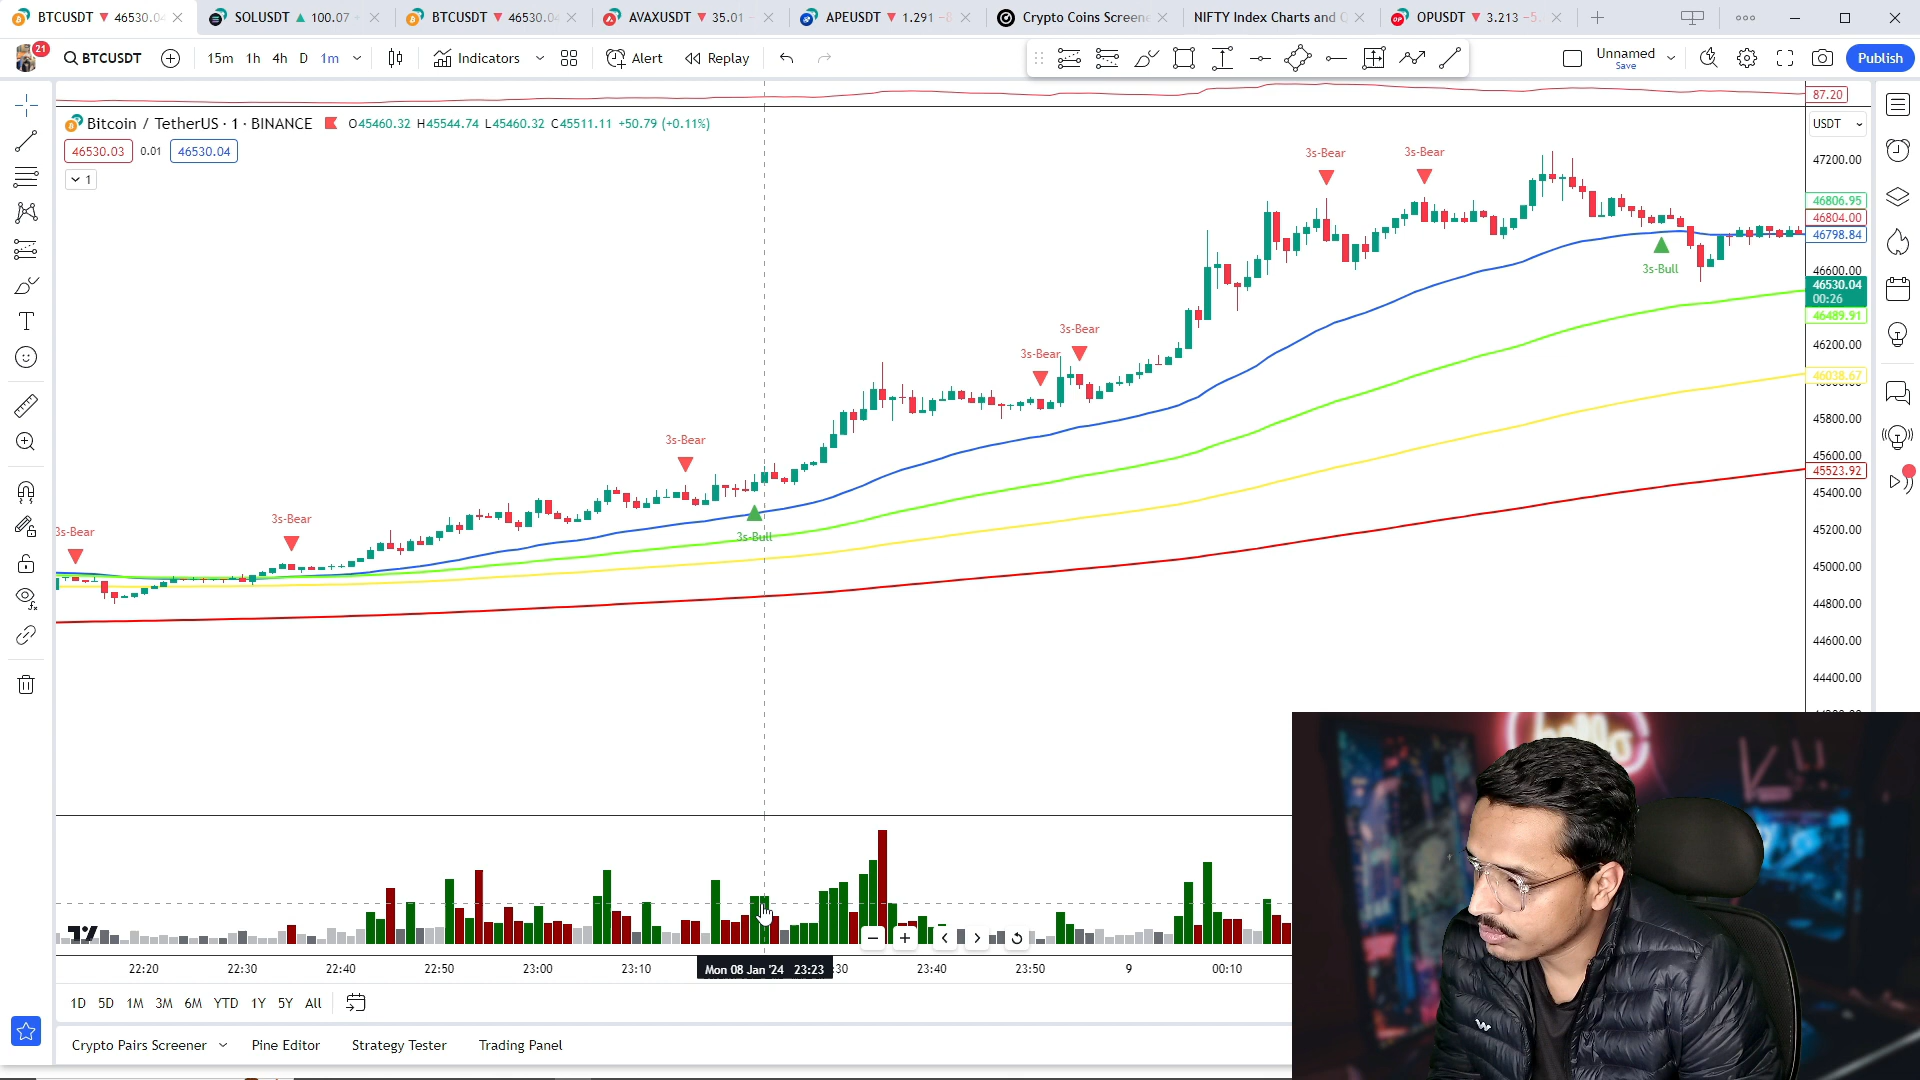 BTCUSDT ▼ 46530.04
SOLUSDT ▲ 100.07
BTCUSDT ▼ 46530.04
AVAXUSDT ▼ 35.01
APEUSDT ▼ 1.291
Crypto Coins Screene
NIFTY Index Charts and
OPUSDT ▼ 3.213
21
BTCUSDT
15m 1h 4h D 1m
Indicators
Alert
Replay
Unnamed
Save
Publish
87.20
Bitcoin / TetherUS · 1 · BINANCE O45460.32 H45544.74 L45460.32 C45511.11 +50.79 (+0.11%)
USDT
46530.03 0.01 46530.04
1
3s-Bear
3s-Bear
47200.00
46806.95
46804.00
46798.84
3s-Bull
46600.00
46530.04
00:26
46489.91
3s-Bear
3s-Bear
46200.00
46038.67
45800.00
3s-Bear
45600.00
45523.92
45400.00
3s-Bear
3s-Bear
3s-Bull
45200.00
45000.00
44800.00
44600.00
44400.00
22:20 22:30 22:40 22:50 23:00 23:10 Mon 08 Jan '24 23:23 :30 23:40 23:50 9 00:10
1D 5D 1M 3M 6M YTD 1Y 5Y All
Crypto Pairs Screener Pine Editor Strategy Tester Trading Panel